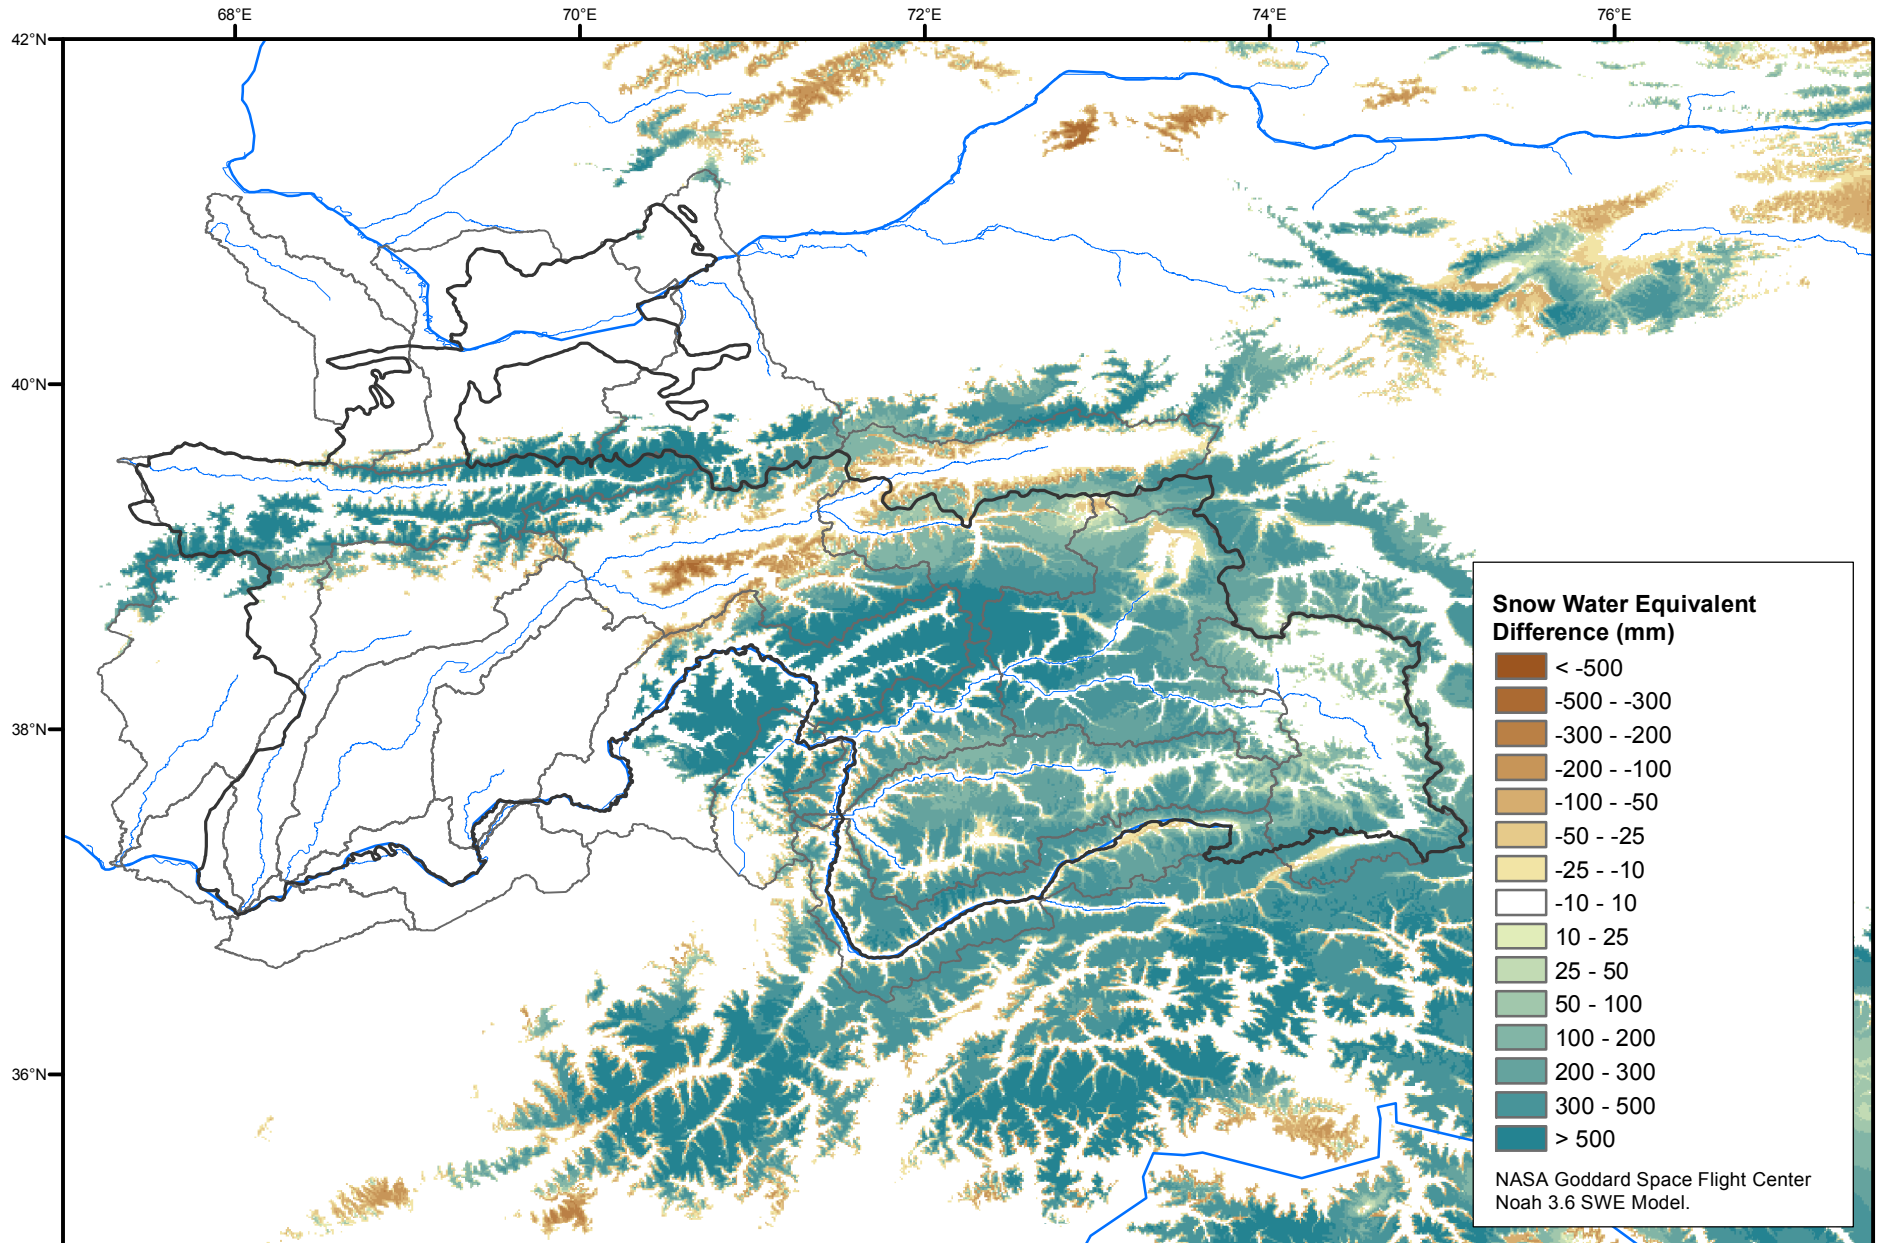 68°E 70°E 72°E 74°E 76°E
42°N
40°N
38°N
36°N
Snow Water Equivalent
Difference (mm)
< -500
-500 - -300
-300 - -200
-200 - -100
-100 - -50
-50 - -25
-25 - -10
-10 - 10
10 - 25
25 - 50
50 - 100
100 - 200
200 - 300
300 - 500
> 500
NASA Goddard Space Flight Center
Noah 3.6 SWE Model.